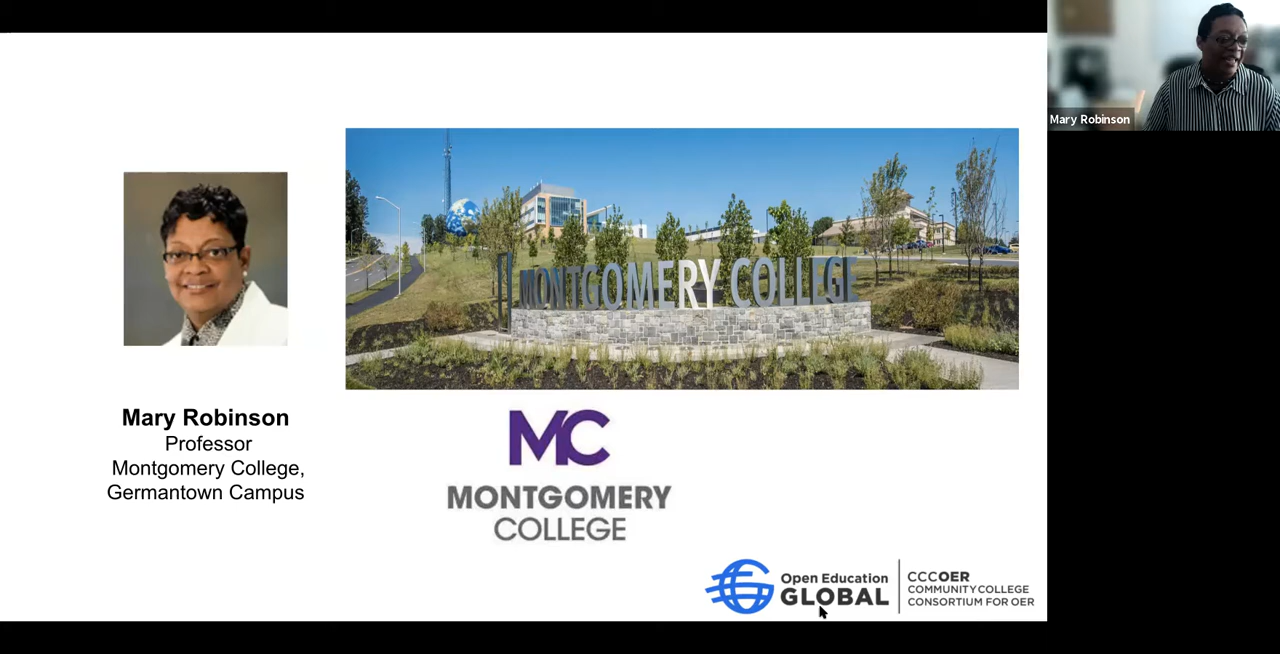 Mary Robinson
MONTGOMERY COLLEGE
Mary Robinson
Professor
Montgomery College,
Germantown Campus
MC
MONTGOMERY
COLLEGE
Open Education
GLOBAL
CCCOER
COMMUNITY COLLEGE
CONSORTIUM FOR OER